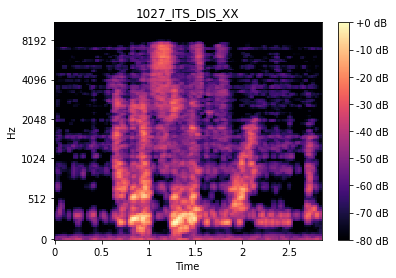 1027_ITS_DIS_XX
Hz
8192
4096
2048
1024
512
0
0
0.5
1
1.5
2
2.5
Time
+0 dB
-10 dB
-20 dB
-30 dB
-40 dB
-50 dB
-60 dB
-70 dB
-80 dB